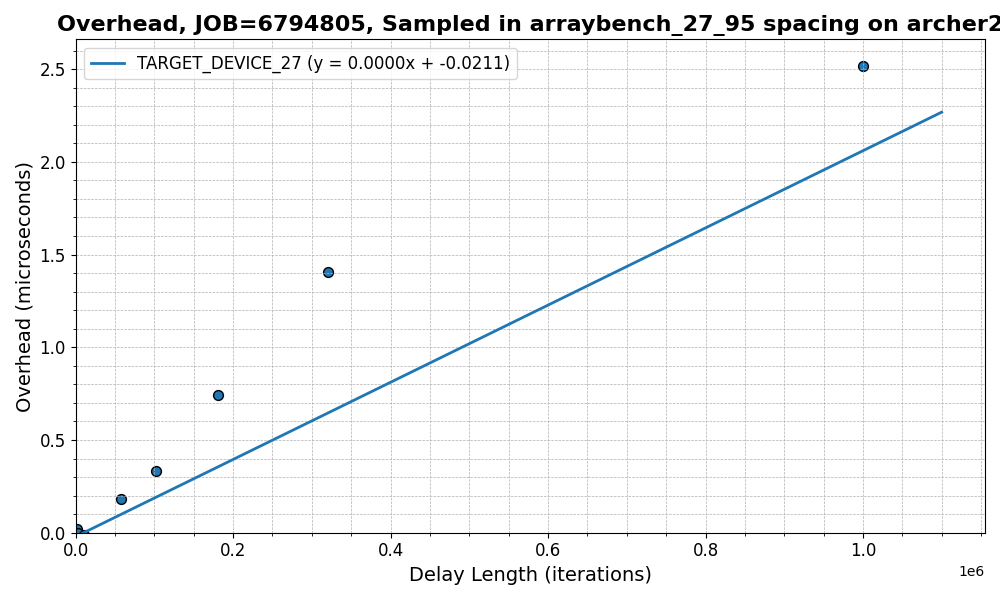 Overhead, JOB=6794805, Sampled in arraybench_27_95 spacing on archer2
TARGET_DEVICE_27 (y = 0.0000x + -0.0211)
Overhead (microseconds)
2.5
2.0
1.5
1.0
0.5
0.0
0.0 0.2 0.4 0.6 0.8 1.0
1e6
Delay Length (iterations)